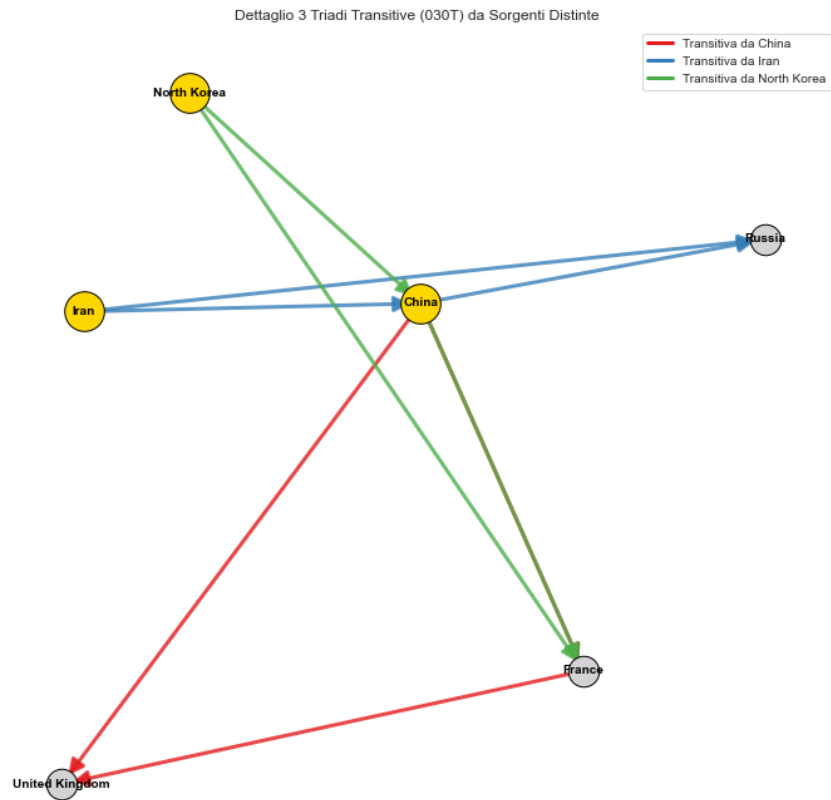 Dettaglio 3 Triadi Transitive (030T) da Sorgenti Distinte
Transitiva da China
Transitiva da Iran
Transitiva da North Korea
North Korea
Russia
Iran
China
France
United Kingdom